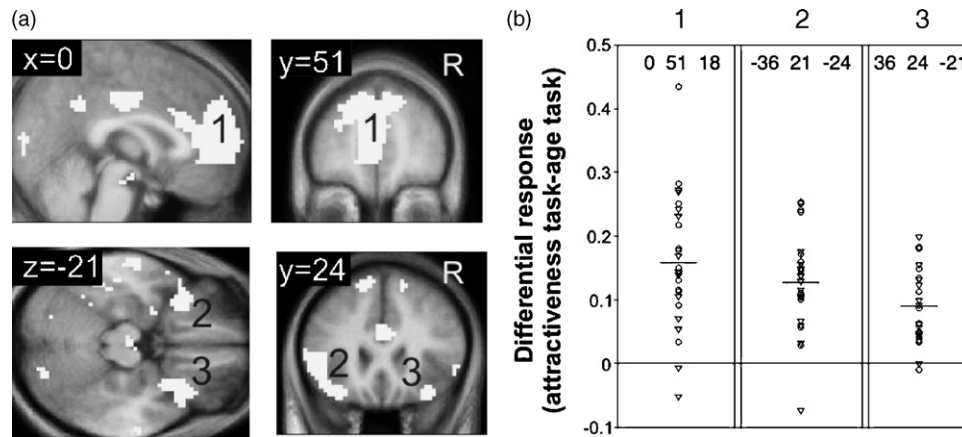 (a)
x=0
1
y=51
R
1
z=-21
2
3
y=24
R
2
3
(b)
1 2 3
0 51 18 -36 21 -24 36 24 -21
Differential response
(attractiveness task-age task)
0.5
0.4
0.3
0.2
0.1
0
-0.1